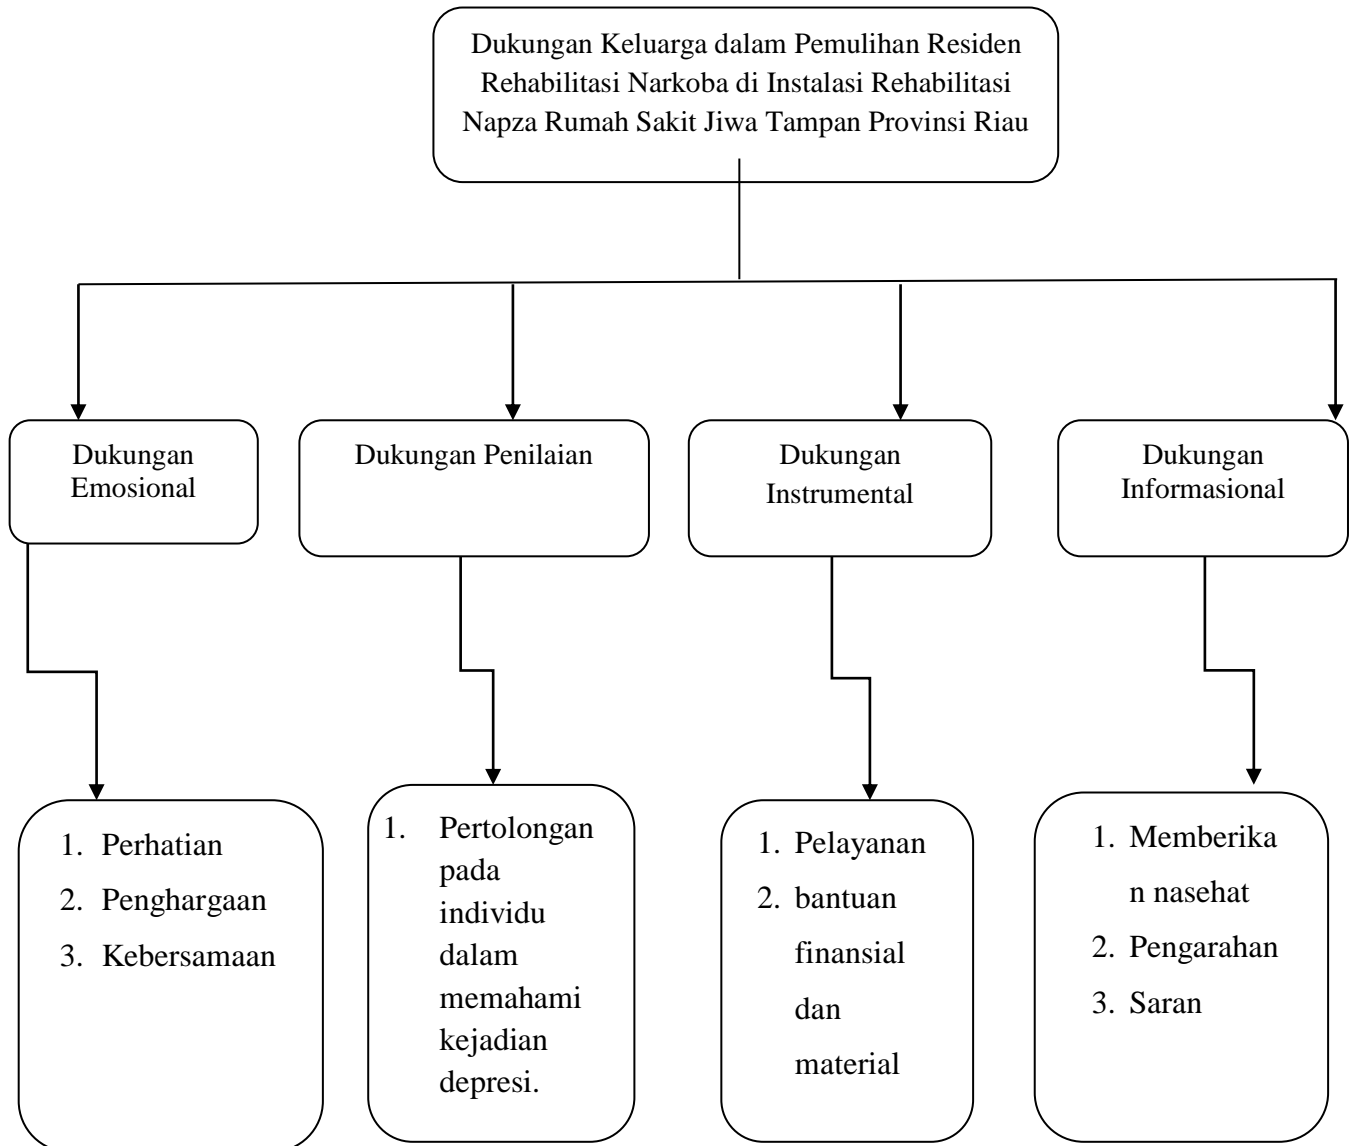 Dukungan Keluarga dalam Pemulihan Residen
Rehabilitasi Narkoba di Instalasi Rehabilitasi
Napza Rumah Sakit Jiwa Tampan Provinsi Riau
Dukungan
Emosional
Dukungan Penilaian
Dukungan
Instrumental
Dukungan
Informasional
1. Perhatian
2. Penghargaan
3. Kebersamaan
1. Pertolongan
pada
individu
dalam
memahami
kejadian
depresi.
1. Pelayanan
2. bantuan
finansial
dan
material
1. Memberika
n nasehat
2. Pengarahan
3. Saran